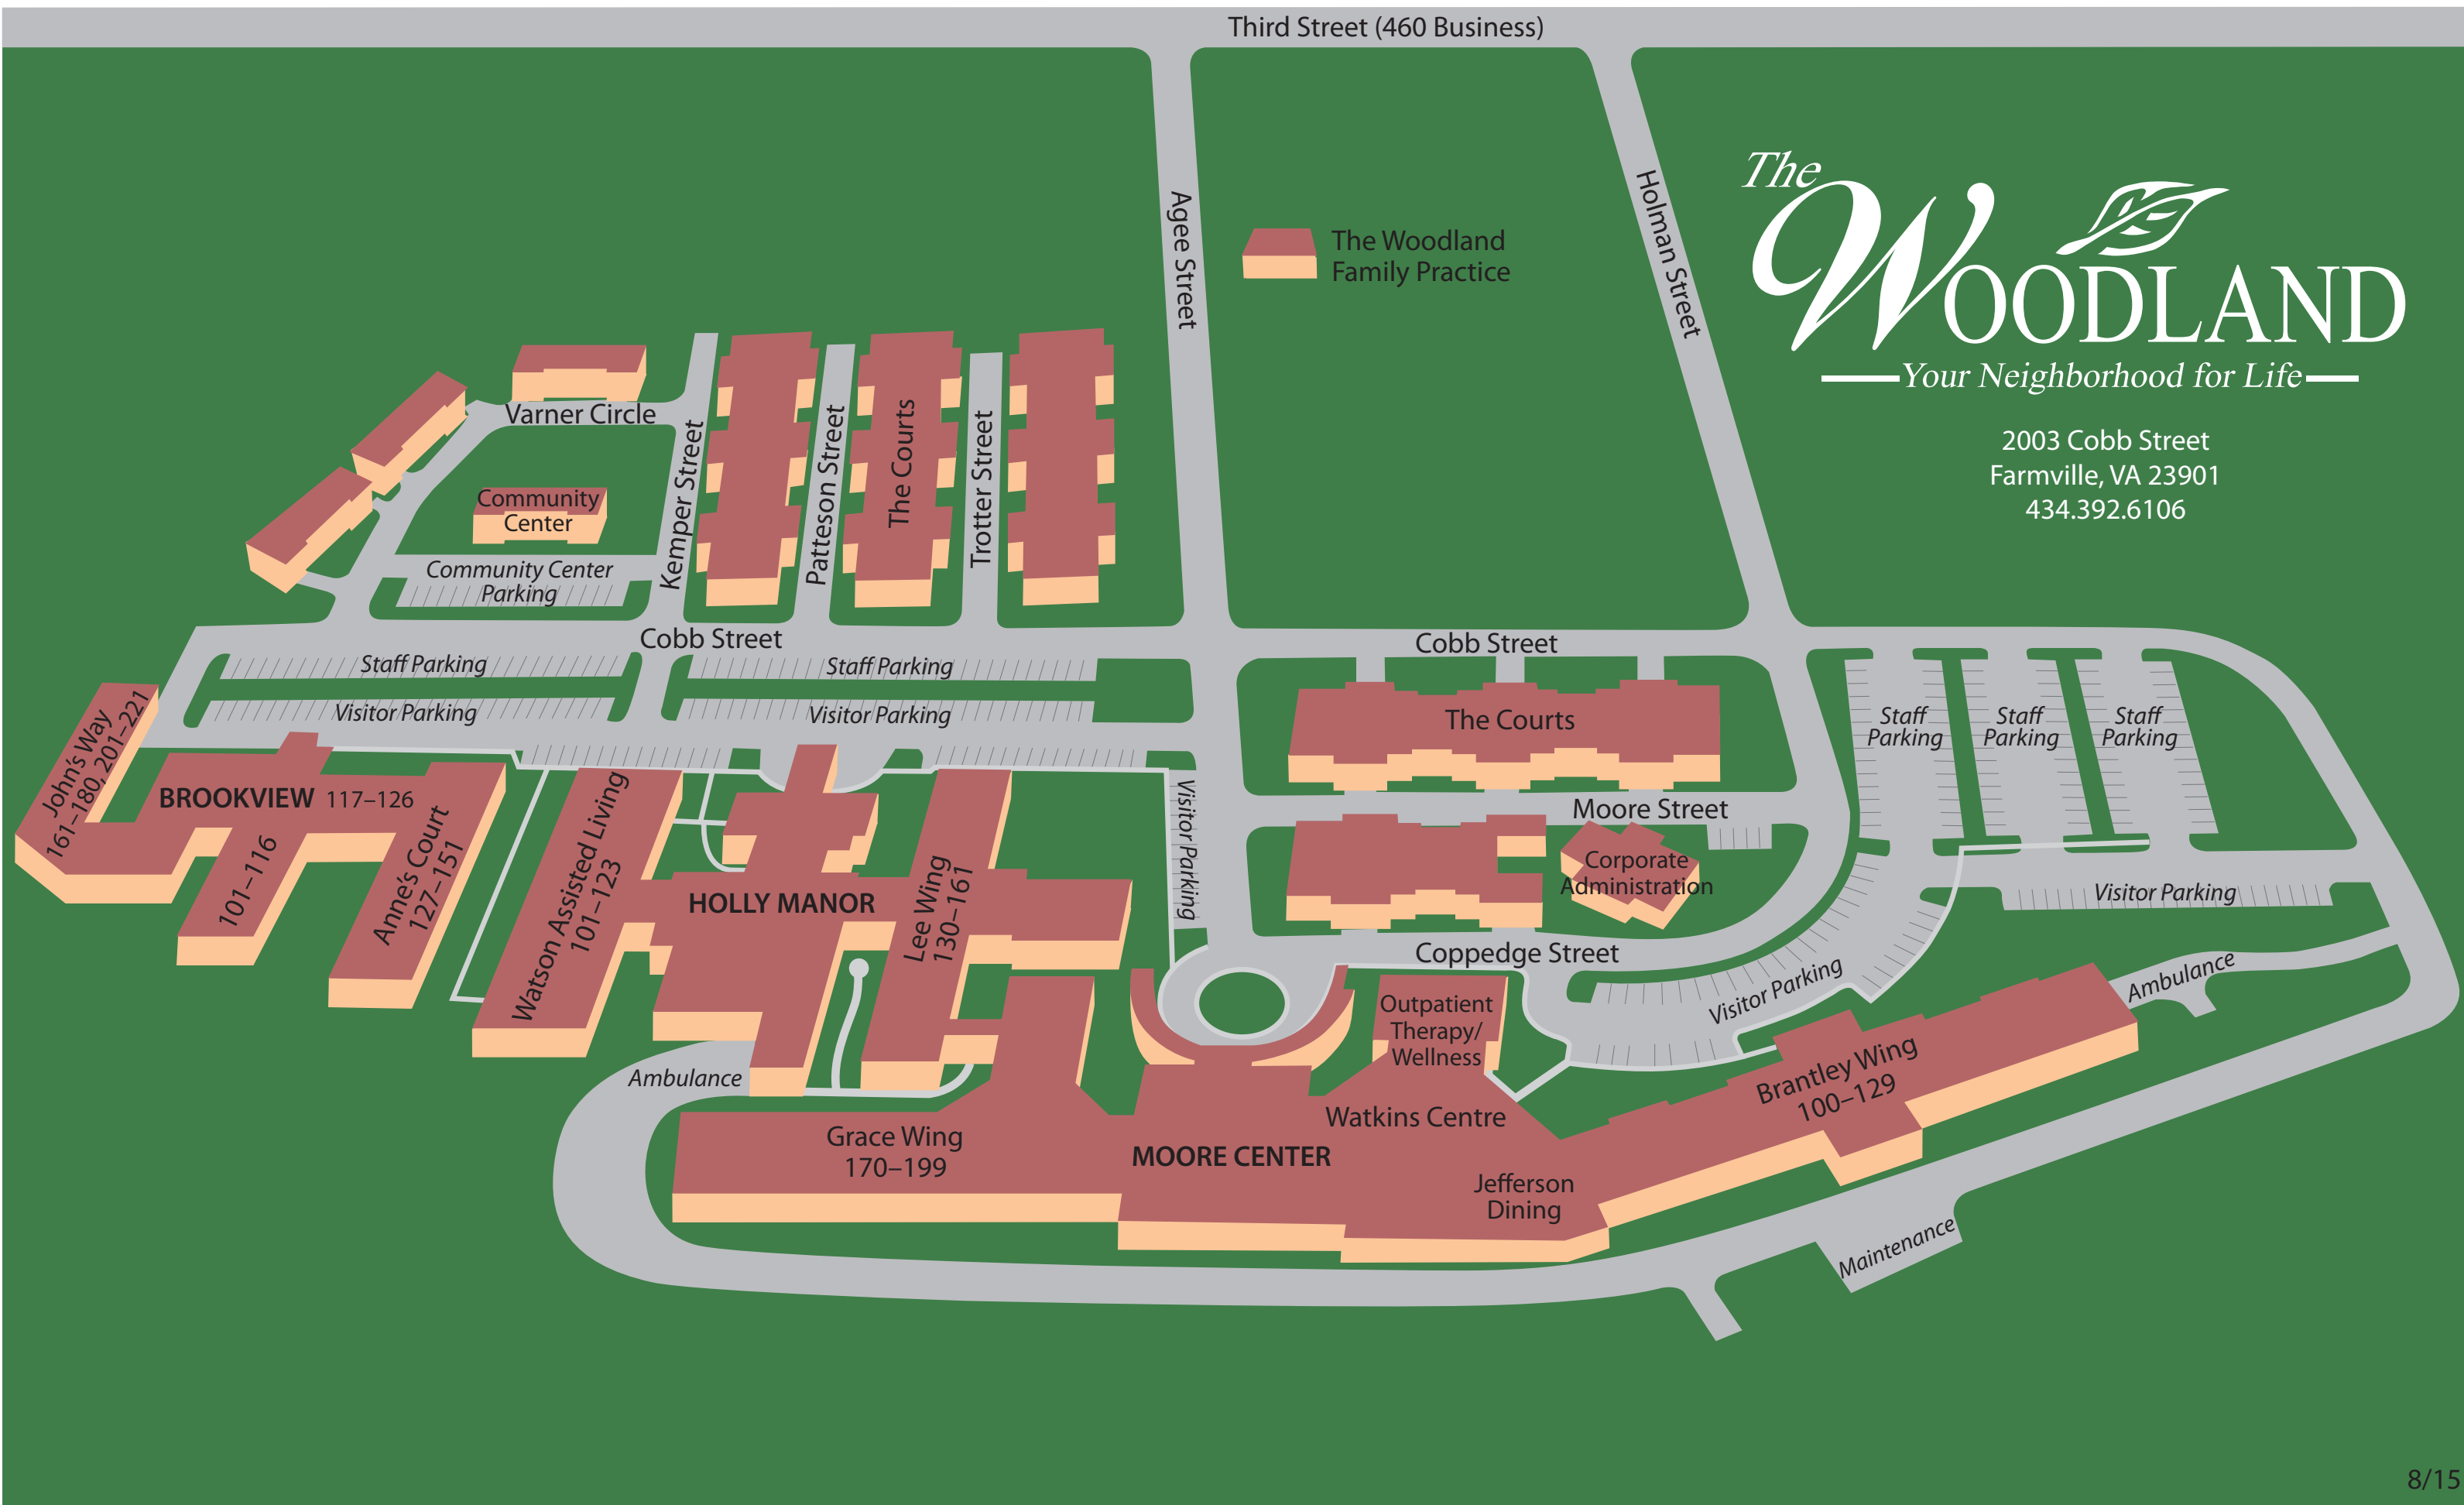 Third Street (460 Business)
Agee Street
Holman Street
The Woodland
Family Practice
The
WOODLAND
Your Neighborhood for Life
2003 Cobb Street
Farmville, VA 23901
434.392.6106
Varner Circle
Kemper Street
Patteson Street
The Courts
Trotter Street
Community
Center
Community Center
Parking
Cobb Street
Cobb Street
Staff Parking
Staff Parking
Visitor Parking
Visitor Parking
The Courts
Staff
Parking
Staff
Parking
Staff
Parking
John's Way
161–180, 201–221
BROOKVIEW 117–126
101–116
Anne's Court
127–151
Watson Assisted Living
101–123
HOLLY MANOR
Lee Wing
130–161
Visitor Parking
Moore Street
Corporate
Administration
Visitor Parking
Coppedge Street
Visitor Parking
Ambulance
Outpatient
Therapy/
Wellness
Ambulance
Brantley Wing
100–129
Grace Wing
170–199
Watkins Centre
MOORE CENTER
Jefferson
Dining
Maintenance
8/15